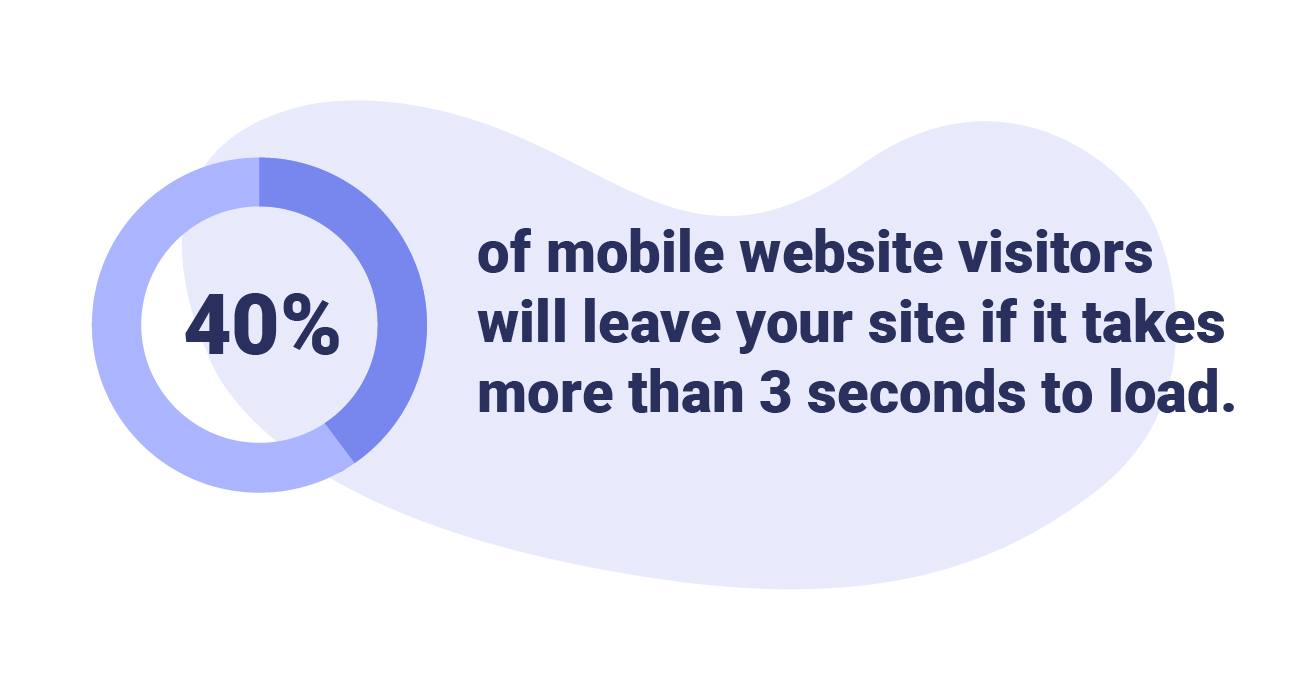 40%
of mobile website visitors
will leave your site if it takes
more than 3 seconds to load.